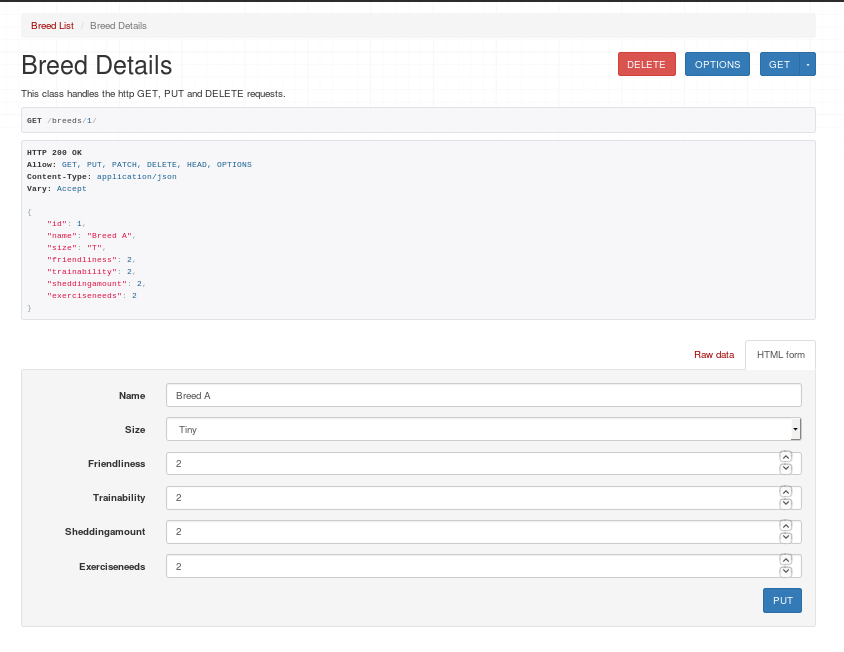 Breed List / Breed Details
Breed Details
DELETE
OPTIONS
GET
This class handles the http GET, PUT and DELETE requests.
GET /breeds/1/
HTTP 200 OK
Allow: GET, PUT, PATCH, DELETE, HEAD, OPTIONS
Content-Type: application/json
Vary: Accept
{
    "id": 1,
    "name": "Breed A",
    "size": "T",
    "friendliness": 2,
    "trainability": 2,
    "sheddingamount": 2,
    "exerciseneeds": 2
}
Raw data
HTML form
Name Breed A
Size Tiny
Friendliness 2
Trainability 2
Sheddingamount 2
Exerciseneeds 2
PUT